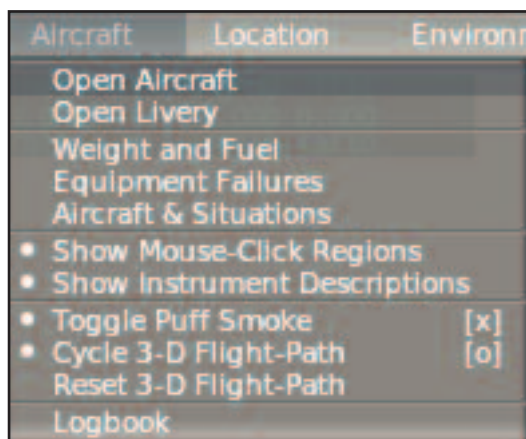 Aircraft Location Environ
Open Aircraft
Open Livery
Weight and Fuel
Equipment Failures
Aircraft & Situations
Show Mouse-Click Regions
Show Instrument Descriptions
Toggle Puff Smoke [x]
Cycle 3-D Flight-Path [o]
Reset 3-D Flight-Path
Logbook